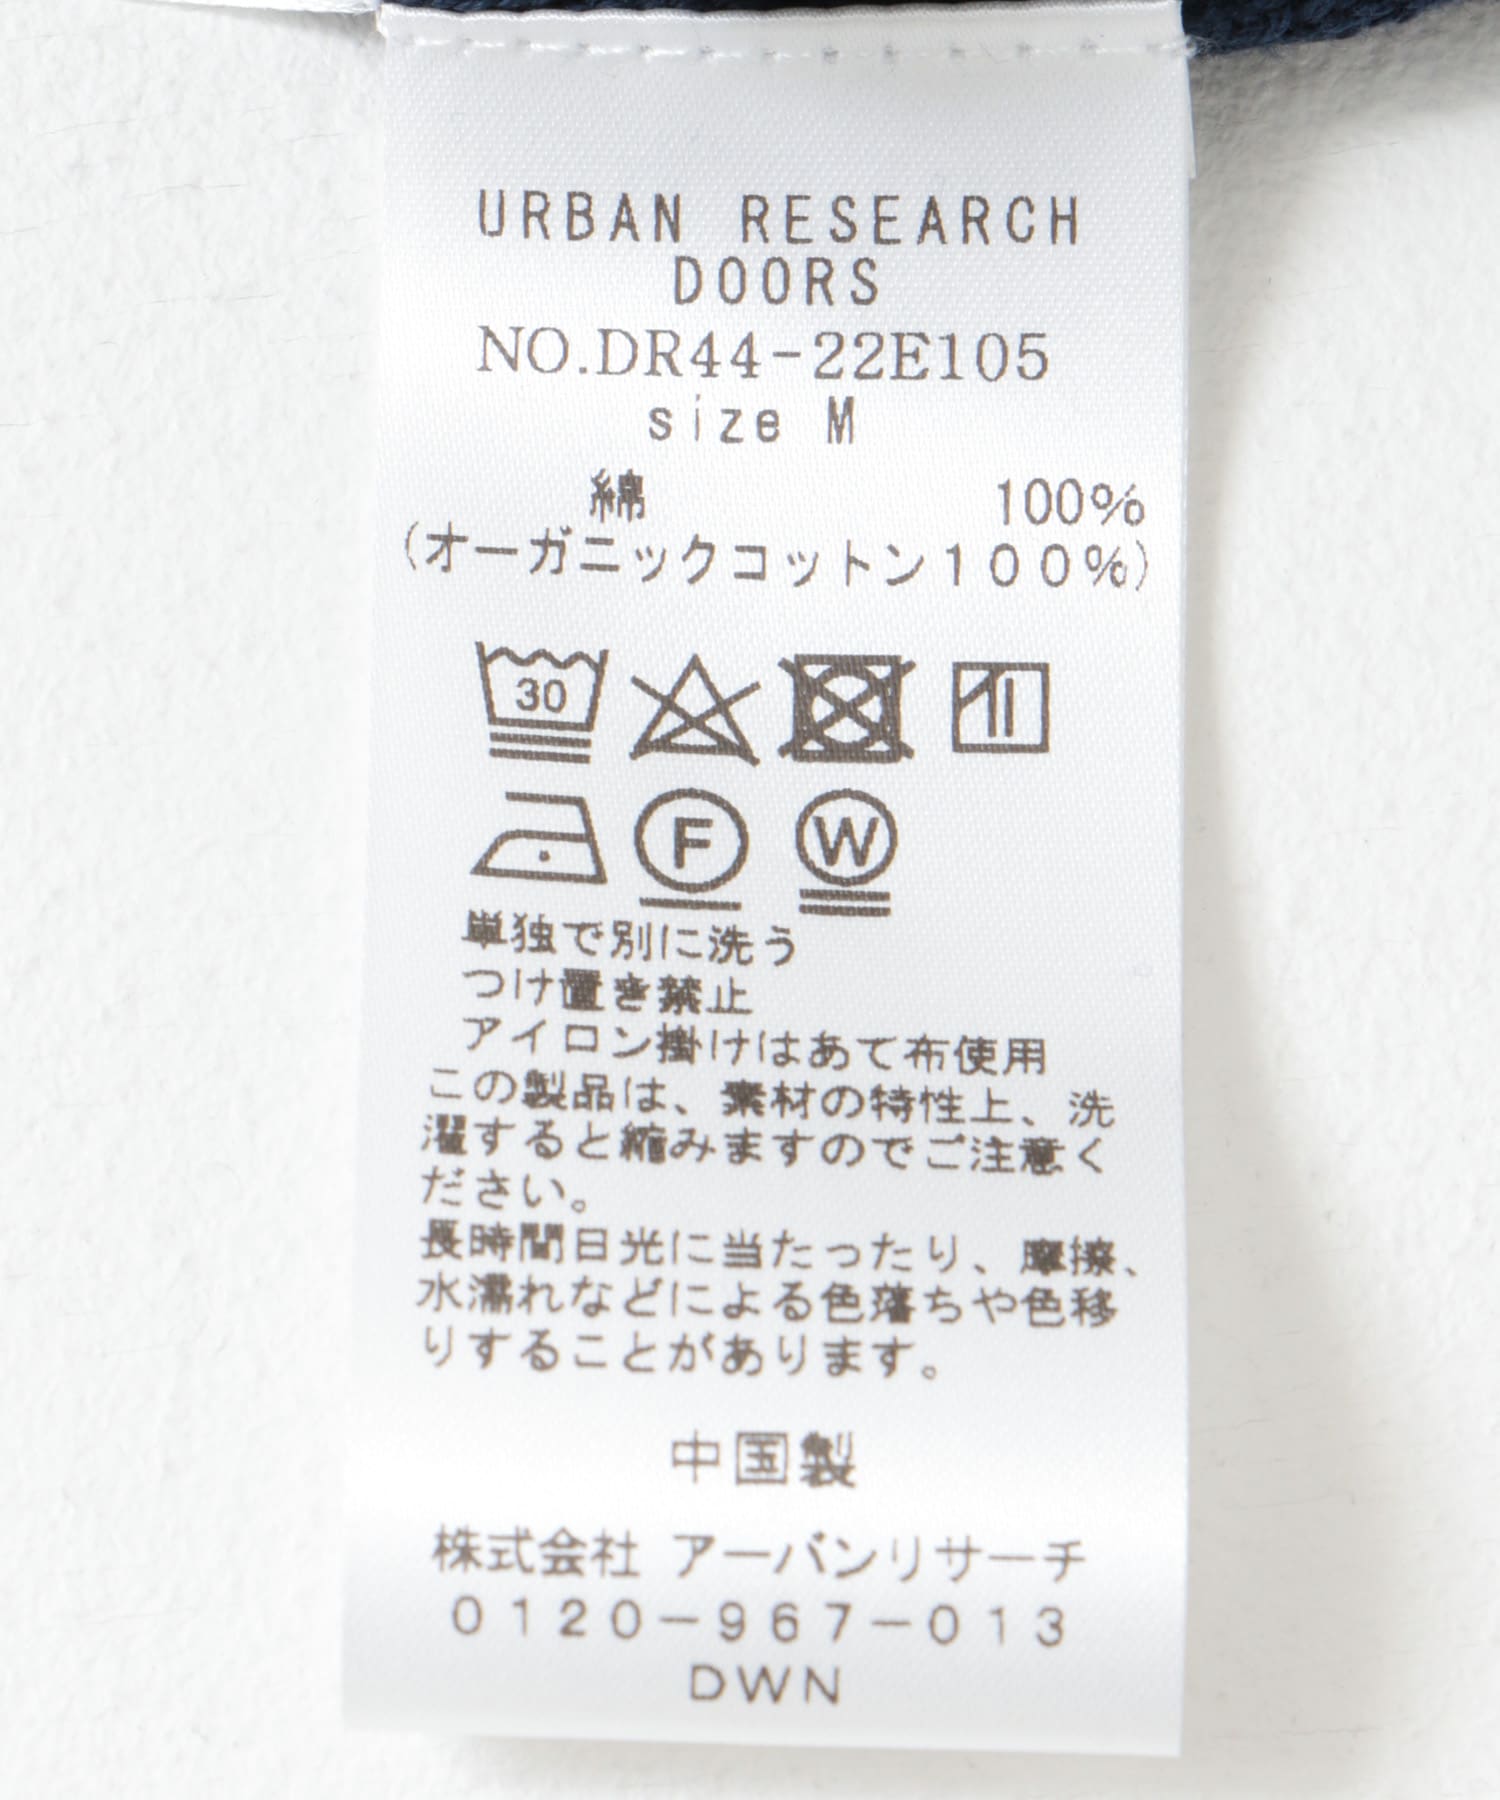 URBAN RESEARCH
DOORS
NO.DR44-22E105
size M
綿 100%
(オーガニックコットン100%)
30
F W
単独で別に洗う
つけ置き禁止
アイロン掛けはあて布使用
この製品は、素材の特性上、洗
濯すると縮みますのでご注意く
ださい。
長時間日光に当たったり、摩擦、
水濡れなどによる色落ちや色移
りすることがあります。
中国製
株式会社 アーバンリサーチ
0120-967-013
DWN